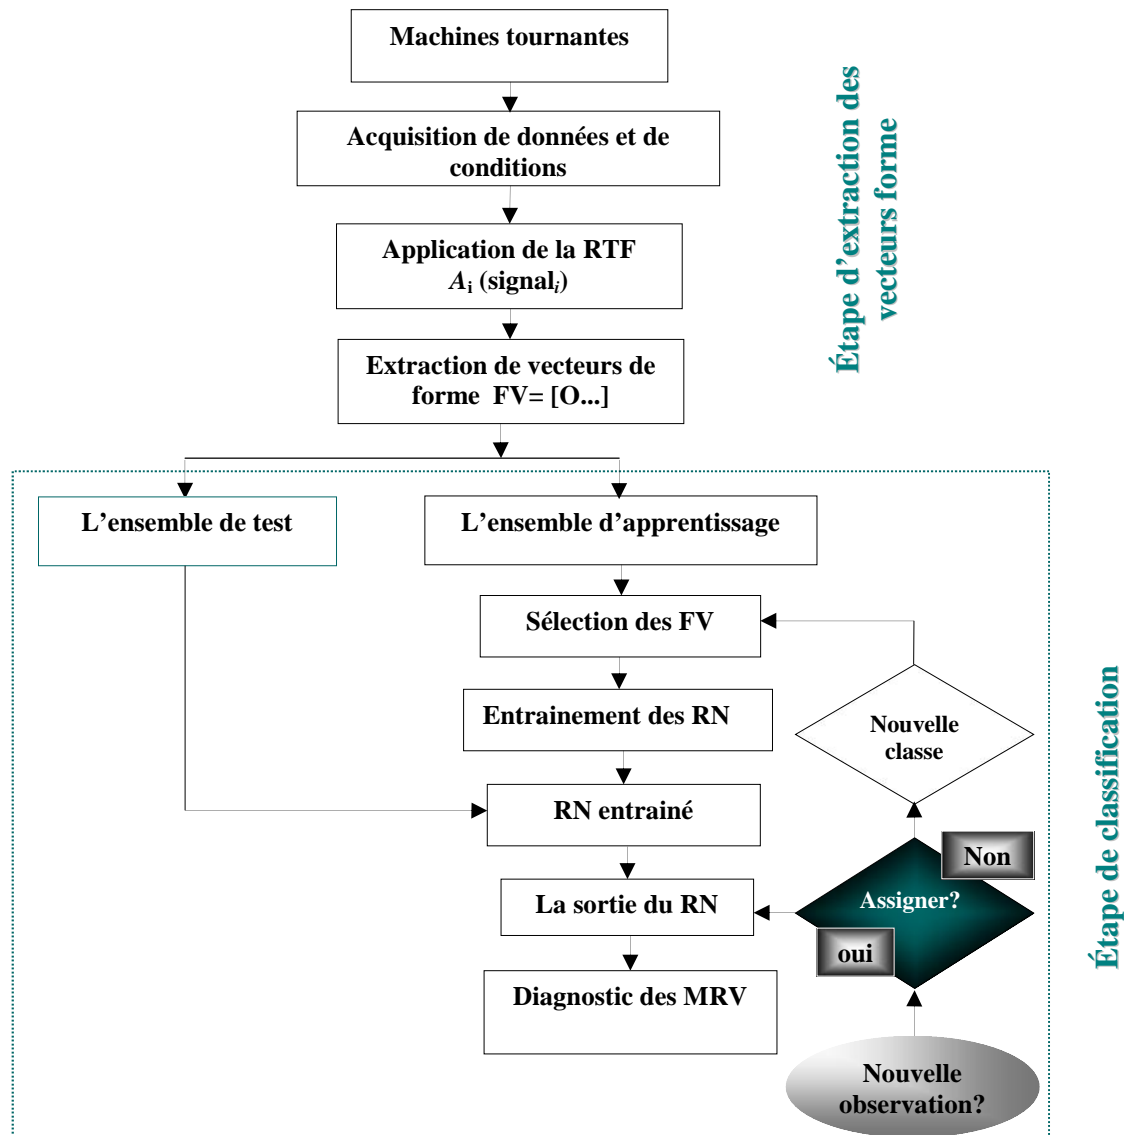 Machines tournantes
Acquisition de données et de
conditions
Application de la RTF
Ai (signali)
Extraction de vecteurs de
forme FV= [O...]
Étape d’extraction des
vecteurs forme
L’ensemble de test
L’ensemble d’apprentissage
Sélection des FV
Entrainement des RN
Nouvelle
classe
RN entrainé
Non
La sortie du RN
Assigner?
oui
Diagnostic des MRV
Nouvelle
observation?
Étape de classification